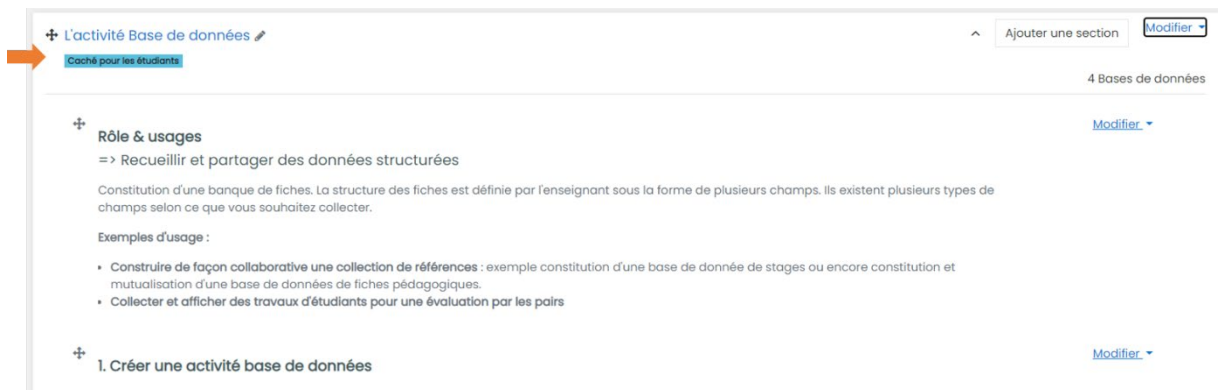 L'activité Base de données
Ajouter une section
Modifier
Caché pour les étudiants
4 Bases de données
Modifier
Rôle & usages
=> Recueillir et partager des données structurées
Constitution d'une banque de fiches. La structure des fiches est définie par l'enseignant sous la forme de plusieurs champs. Ils existent plusieurs types de
champs selon ce que vous souhaitez collecter.
Exemples d'usage :
• Construire de façon collaborative une collection de références : exemple constitution d'une base de donnée de stages ou encore constitution et
mutualisation d'une base de données de fiches pédagogiques.
• Collecter et afficher des travaux d'étudiants pour une évaluation par les pairs
Modifier
1. Créer une activité base de données